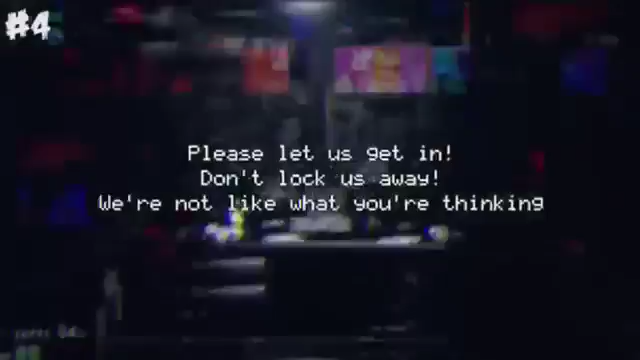 #4
Please let us get in!
Don't lock us away!
We're not like what you're thinking